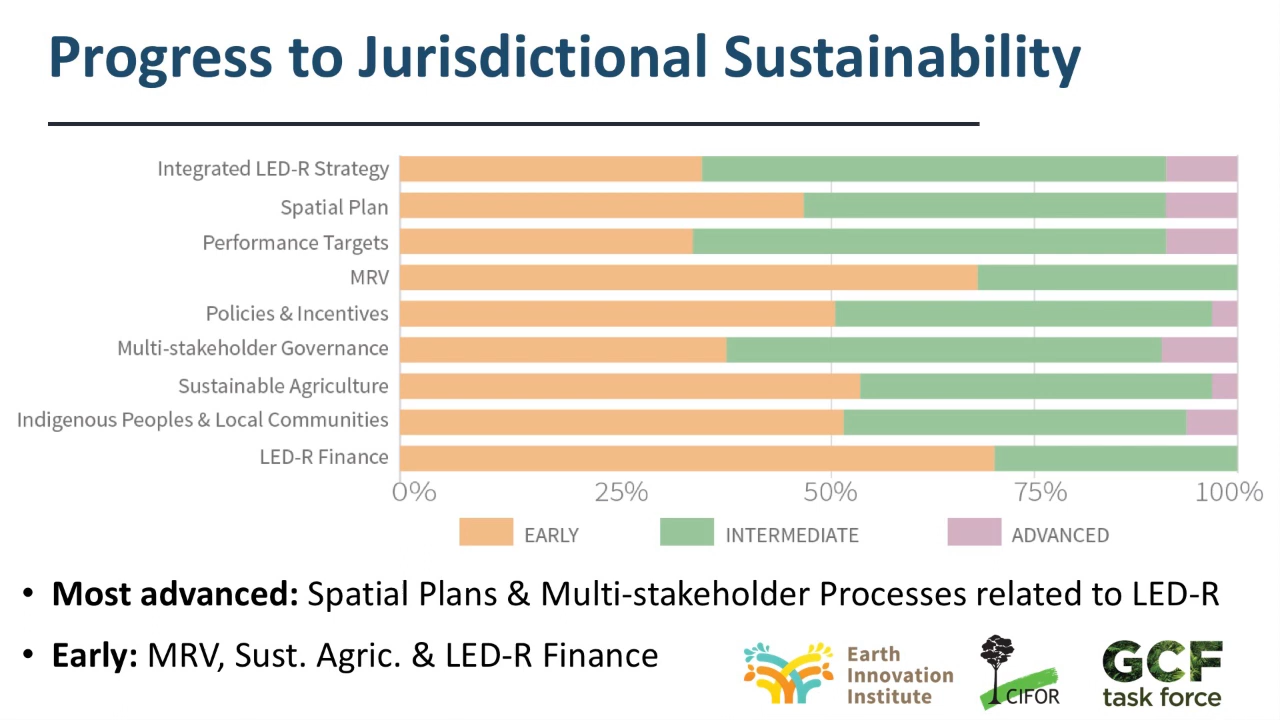 Progress to Jurisdictional Sustainability
Integrated LED-R Strategy
Spatial Plan
Performance Targets
MRV
Policies & Incentives
Multi-stakeholder Governance
Sustainable Agriculture
Indigenous Peoples & Local Communities
LED-R Finance
0% 25% 50% 75% 100%
EARLY INTERMEDIATE ADVANCED
• Most advanced: Spatial Plans & Multi-stakeholder Processes related to LED-R
• Early: MRV, Sust. Agric. & LED-R Finance
Earth
Innovation
Institute
CIFOR
GCF
task force